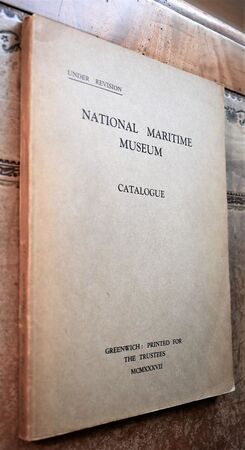 UNDER REVISION
NATIONAL MARITIME
MUSEUM
CATALOGUE
GREENWICH: PRINTED FOR
THE TRUSTEES
MCMXXXVII